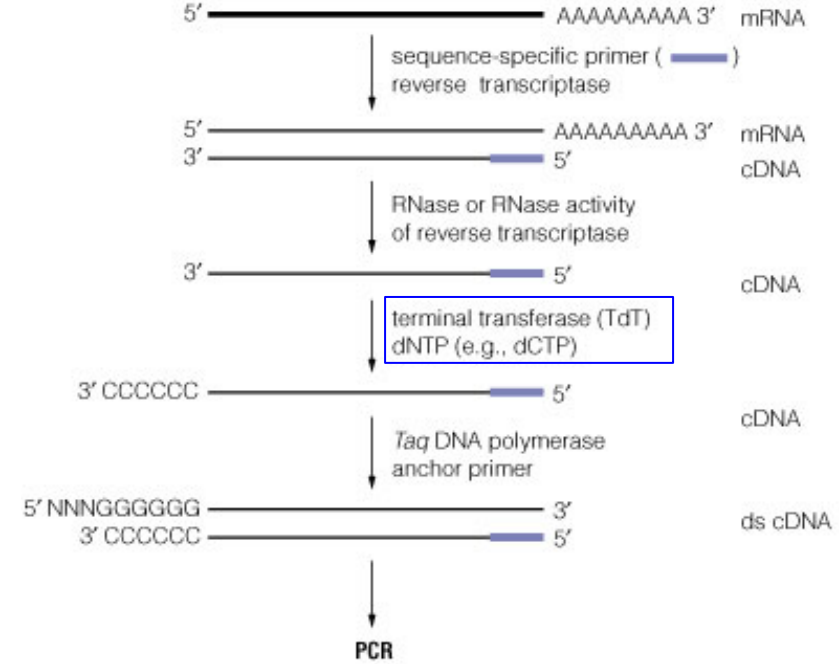 5′ AAAAAAAAA 3′ mRNA
sequence-specific primer ( )
reverse transcriptase
5′ AAAAAAAAA 3′ mRNA
3′ 5′ cDNA
RNase or RNase activity
of reverse transcriptase
3′ 5′ cDNA
terminal transferase (TdT)
dNTP (e.g., dCTP)
3′ CCCCCC 5′ cDNA
Taq DNA polymerase
anchor primer
5′ NNNGGGGGG 3′
ds cDNA
3′ CCCCCC 5′
PCR